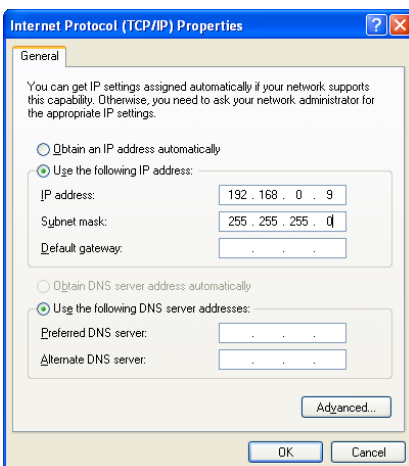 Internet Protocol (TCP/IP) Properties
General
You can get IP settings assigned automatically if your network supports
this capability. Otherwise, you need to ask your network administrator for
the appropriate IP settings.
Obtain an IP address automatically
Use the following IP address:
IP address: 192 . 168 . 0 . 9
Subnet mask: 255 . 255 . 255 . 0
Default gateway: . . .
Obtain DNS server address automatically
Use the following DNS server addresses:
Preferred DNS server: . . .
Alternate DNS server: . . .
Advanced...
OK Cancel